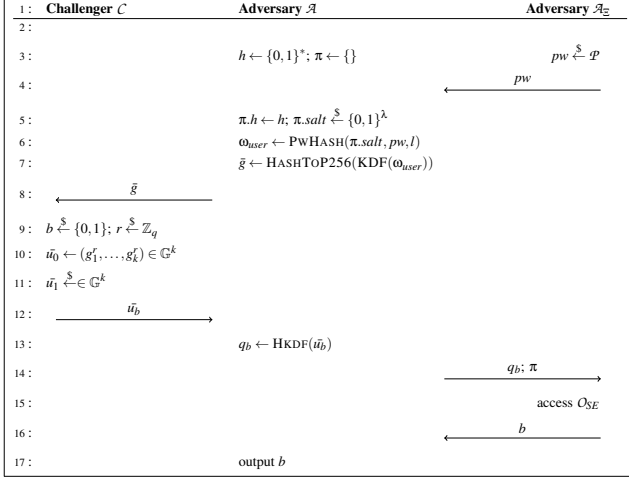 1 : Challenger 𝒞 Adversary 𝒜 Adversary 𝒜_Ξ
2 :
3 : h ← {0,1}*; π ← {} pw ←$ 𝒫
4 : pw
5 : π.h ← h; π.salt ←$ {0,1}^λ
6 : ω_user ← PWHASH(π.salt, pw, l)
7 : ḡ ← HASHTOP256(KDF(ω_user))
8 : ḡ
9 : b ←$ {0,1}; r ←$ ℤ_q
10 : ū_0 ← (g_1^r,...,g_k^r) ∈ 𝔾^k
11 : ū_1 ←$ ∈ 𝔾^k
12 : ū_b
13 : q_b ← HKDF(ū_b)
14 : q_b; π
15 : access 𝒪_SE
16 : b
17 : output b